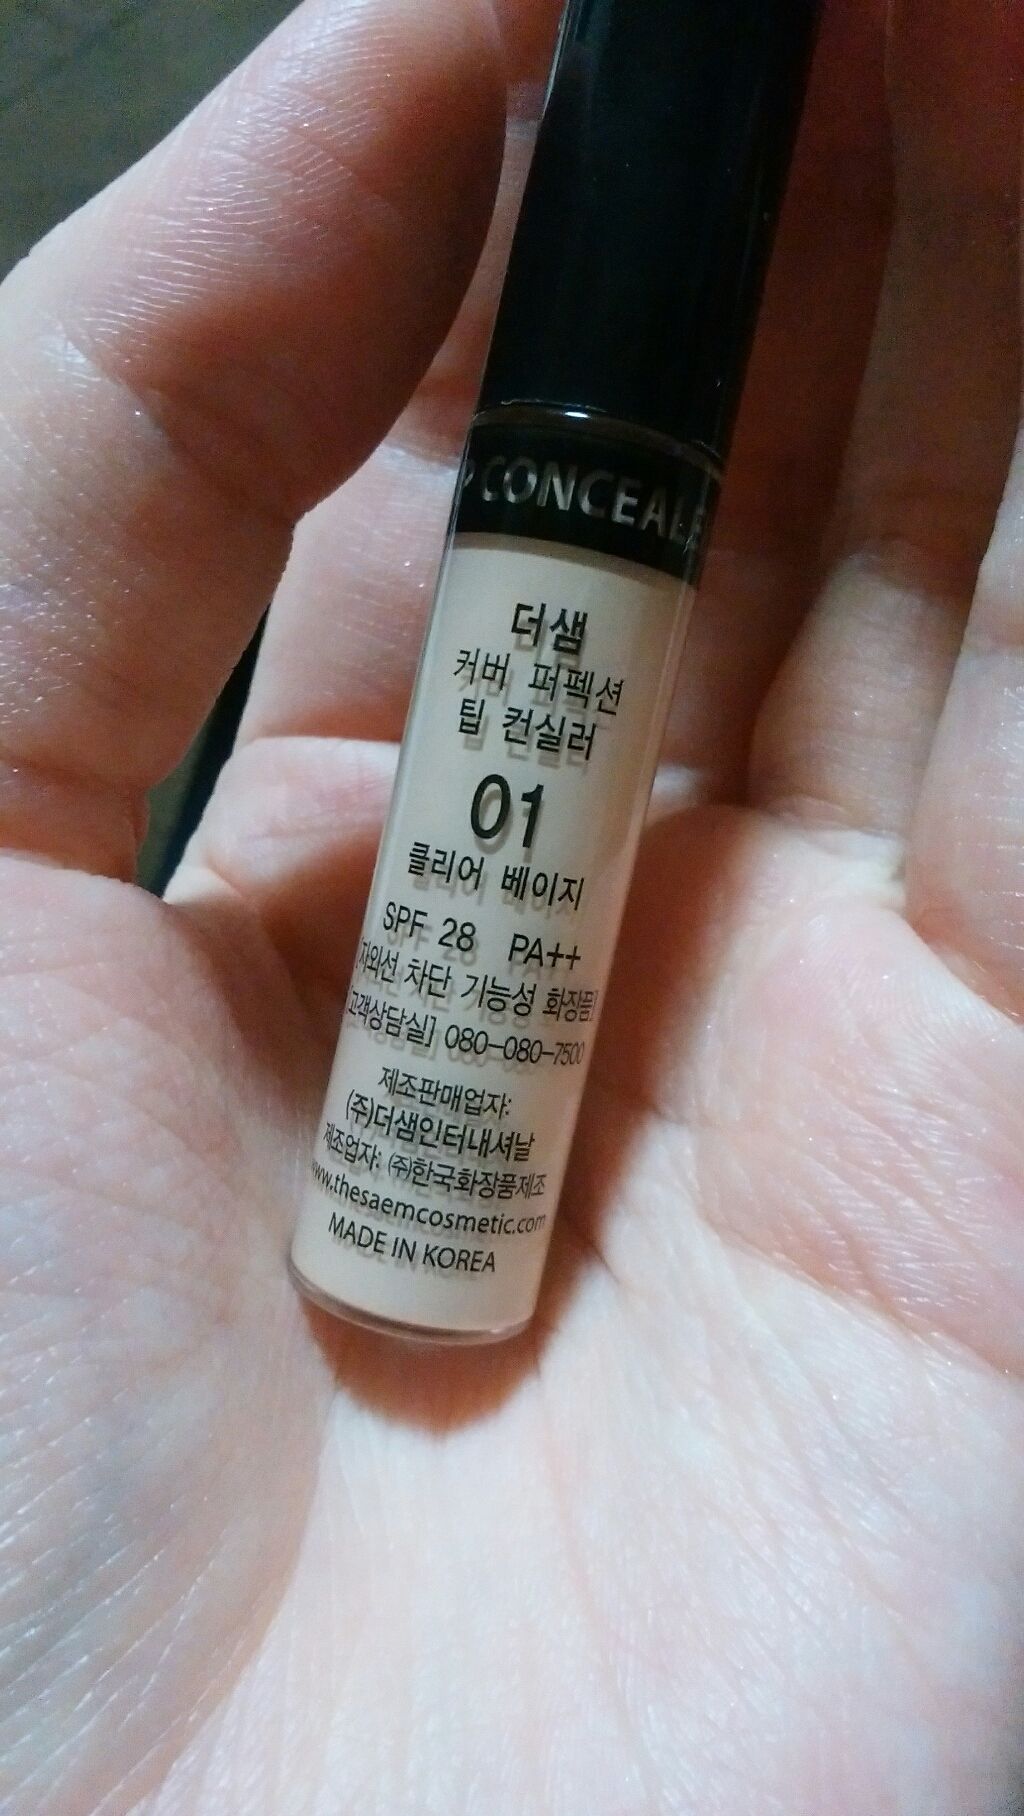 CONCEALE
더샘
커버 퍼펙션
팁 컨실러
01
클리어 베이지
SPF 28 PA++
[자외선 차단 기능성 화장품]
[고객상담실] 080-080-7500
제조판매업자:
(주)더샘인터내셔날
제조업자: (주)한국화장품제조
www.thesaemcosmetic.com
MADE IN KOREA